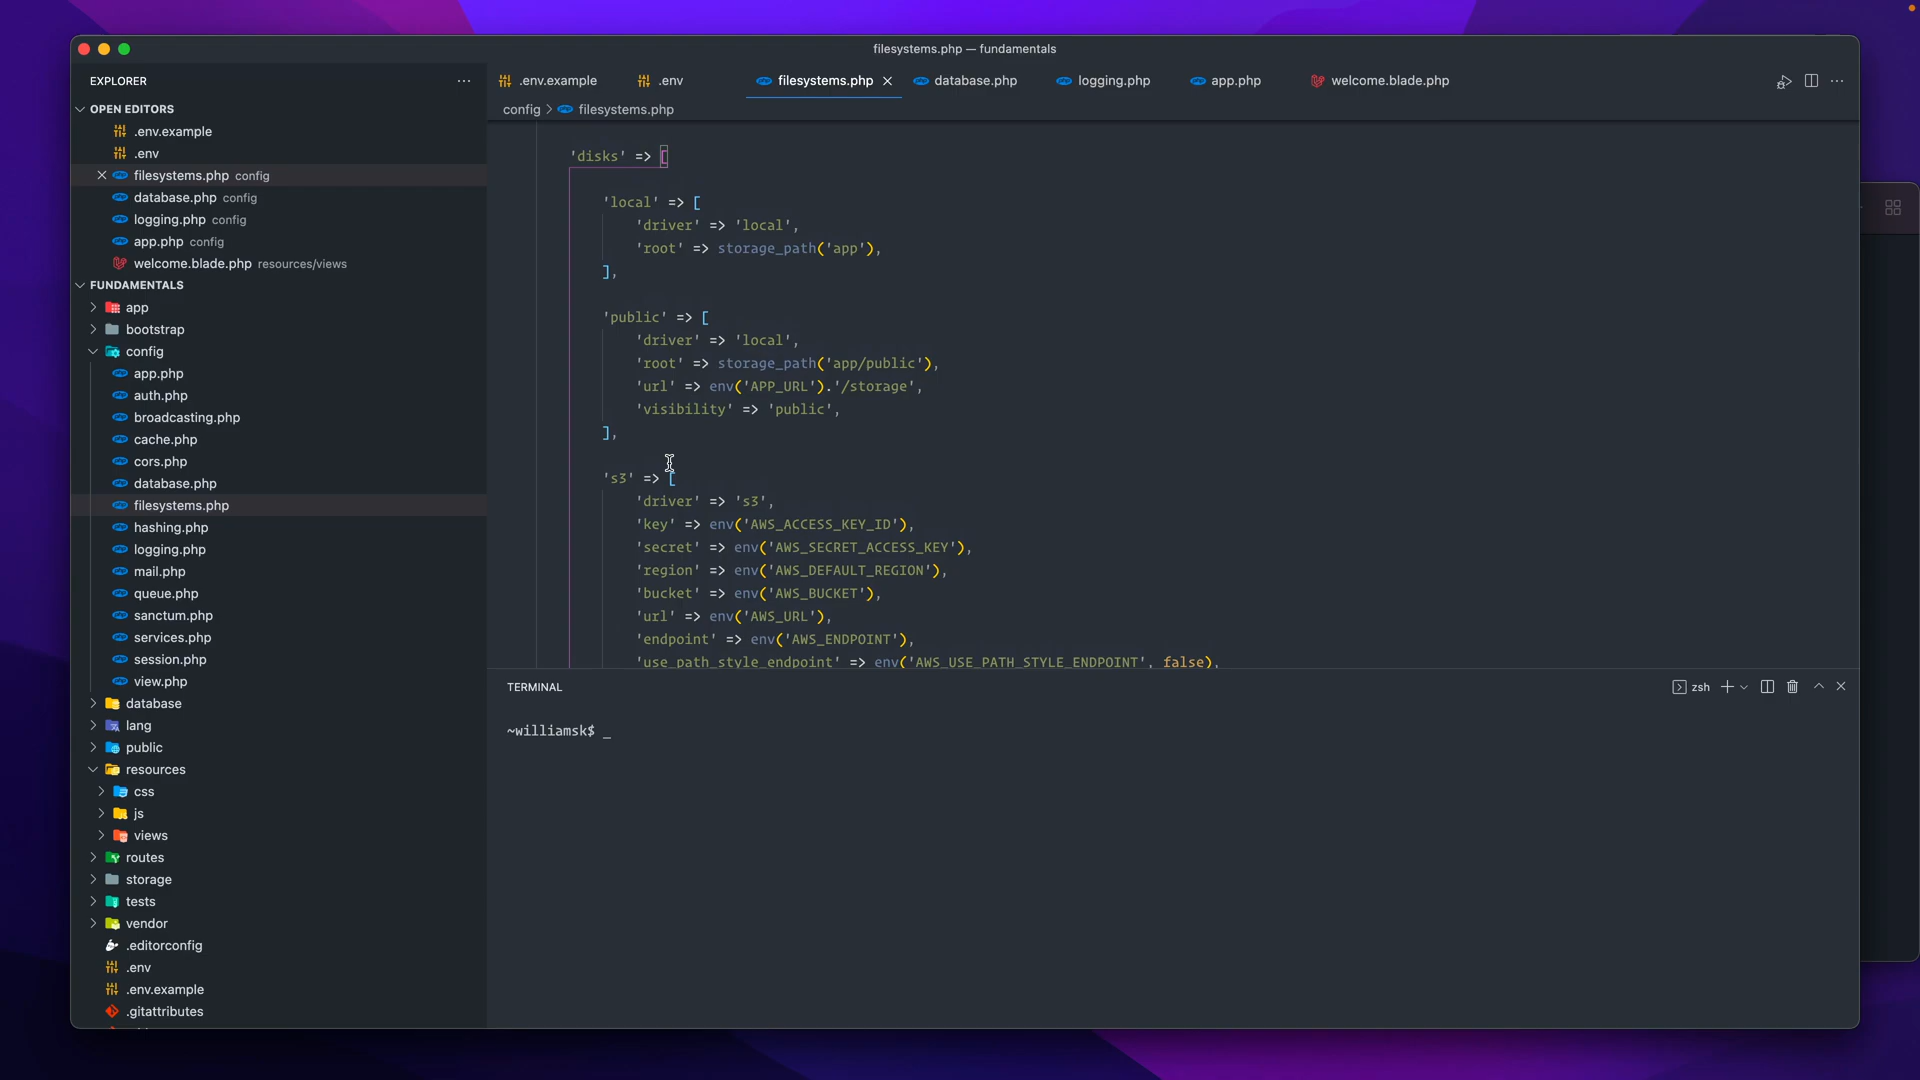 filesystems.php — fundamentals
EXPLORER
OPEN EDITORS
.env.example
.env
filesystems.php config
database.php config
logging.php config
app.php config
welcome.blade.php resources/views
FUNDAMENTALS
app
bootstrap
config
app.php
auth.php
broadcasting.php
cache.php
cors.php
database.php
filesystems.php
hashing.php
logging.php
mail.php
queue.php
sanctum.php
services.php
session.php
view.php
database
lang
public
resources
css
js
views
routes
storage
tests
vendor
.editorconfig
.env
.env.example
.gitattributes
.env.example .env filesystems.php database.php logging.php app.php welcome.blade.php
config > filesystems.php
'disks' => [
'local' => [
'driver' => 'local',
'root' => storage_path('app'),
],
'public' => [
'driver' => 'local',
'root' => storage_path('app/public'),
'url' => env('APP_URL').'/storage',
'visibility' => 'public',
],
's3' => [
'driver' => 's3',
'key' => env('AWS_ACCESS_KEY_ID'),
'secret' => env('AWS_SECRET_ACCESS_KEY'),
'region' => env('AWS_DEFAULT_REGION'),
'bucket' => env('AWS_BUCKET'),
'url' => env('AWS_URL'),
'endpoint' => env('AWS_ENDPOINT'),
'use_path_style_endpoint' => env('AWS_USE_PATH_STYLE_ENDPOINT', false),
TERMINAL
zsh
~williamsk$ _